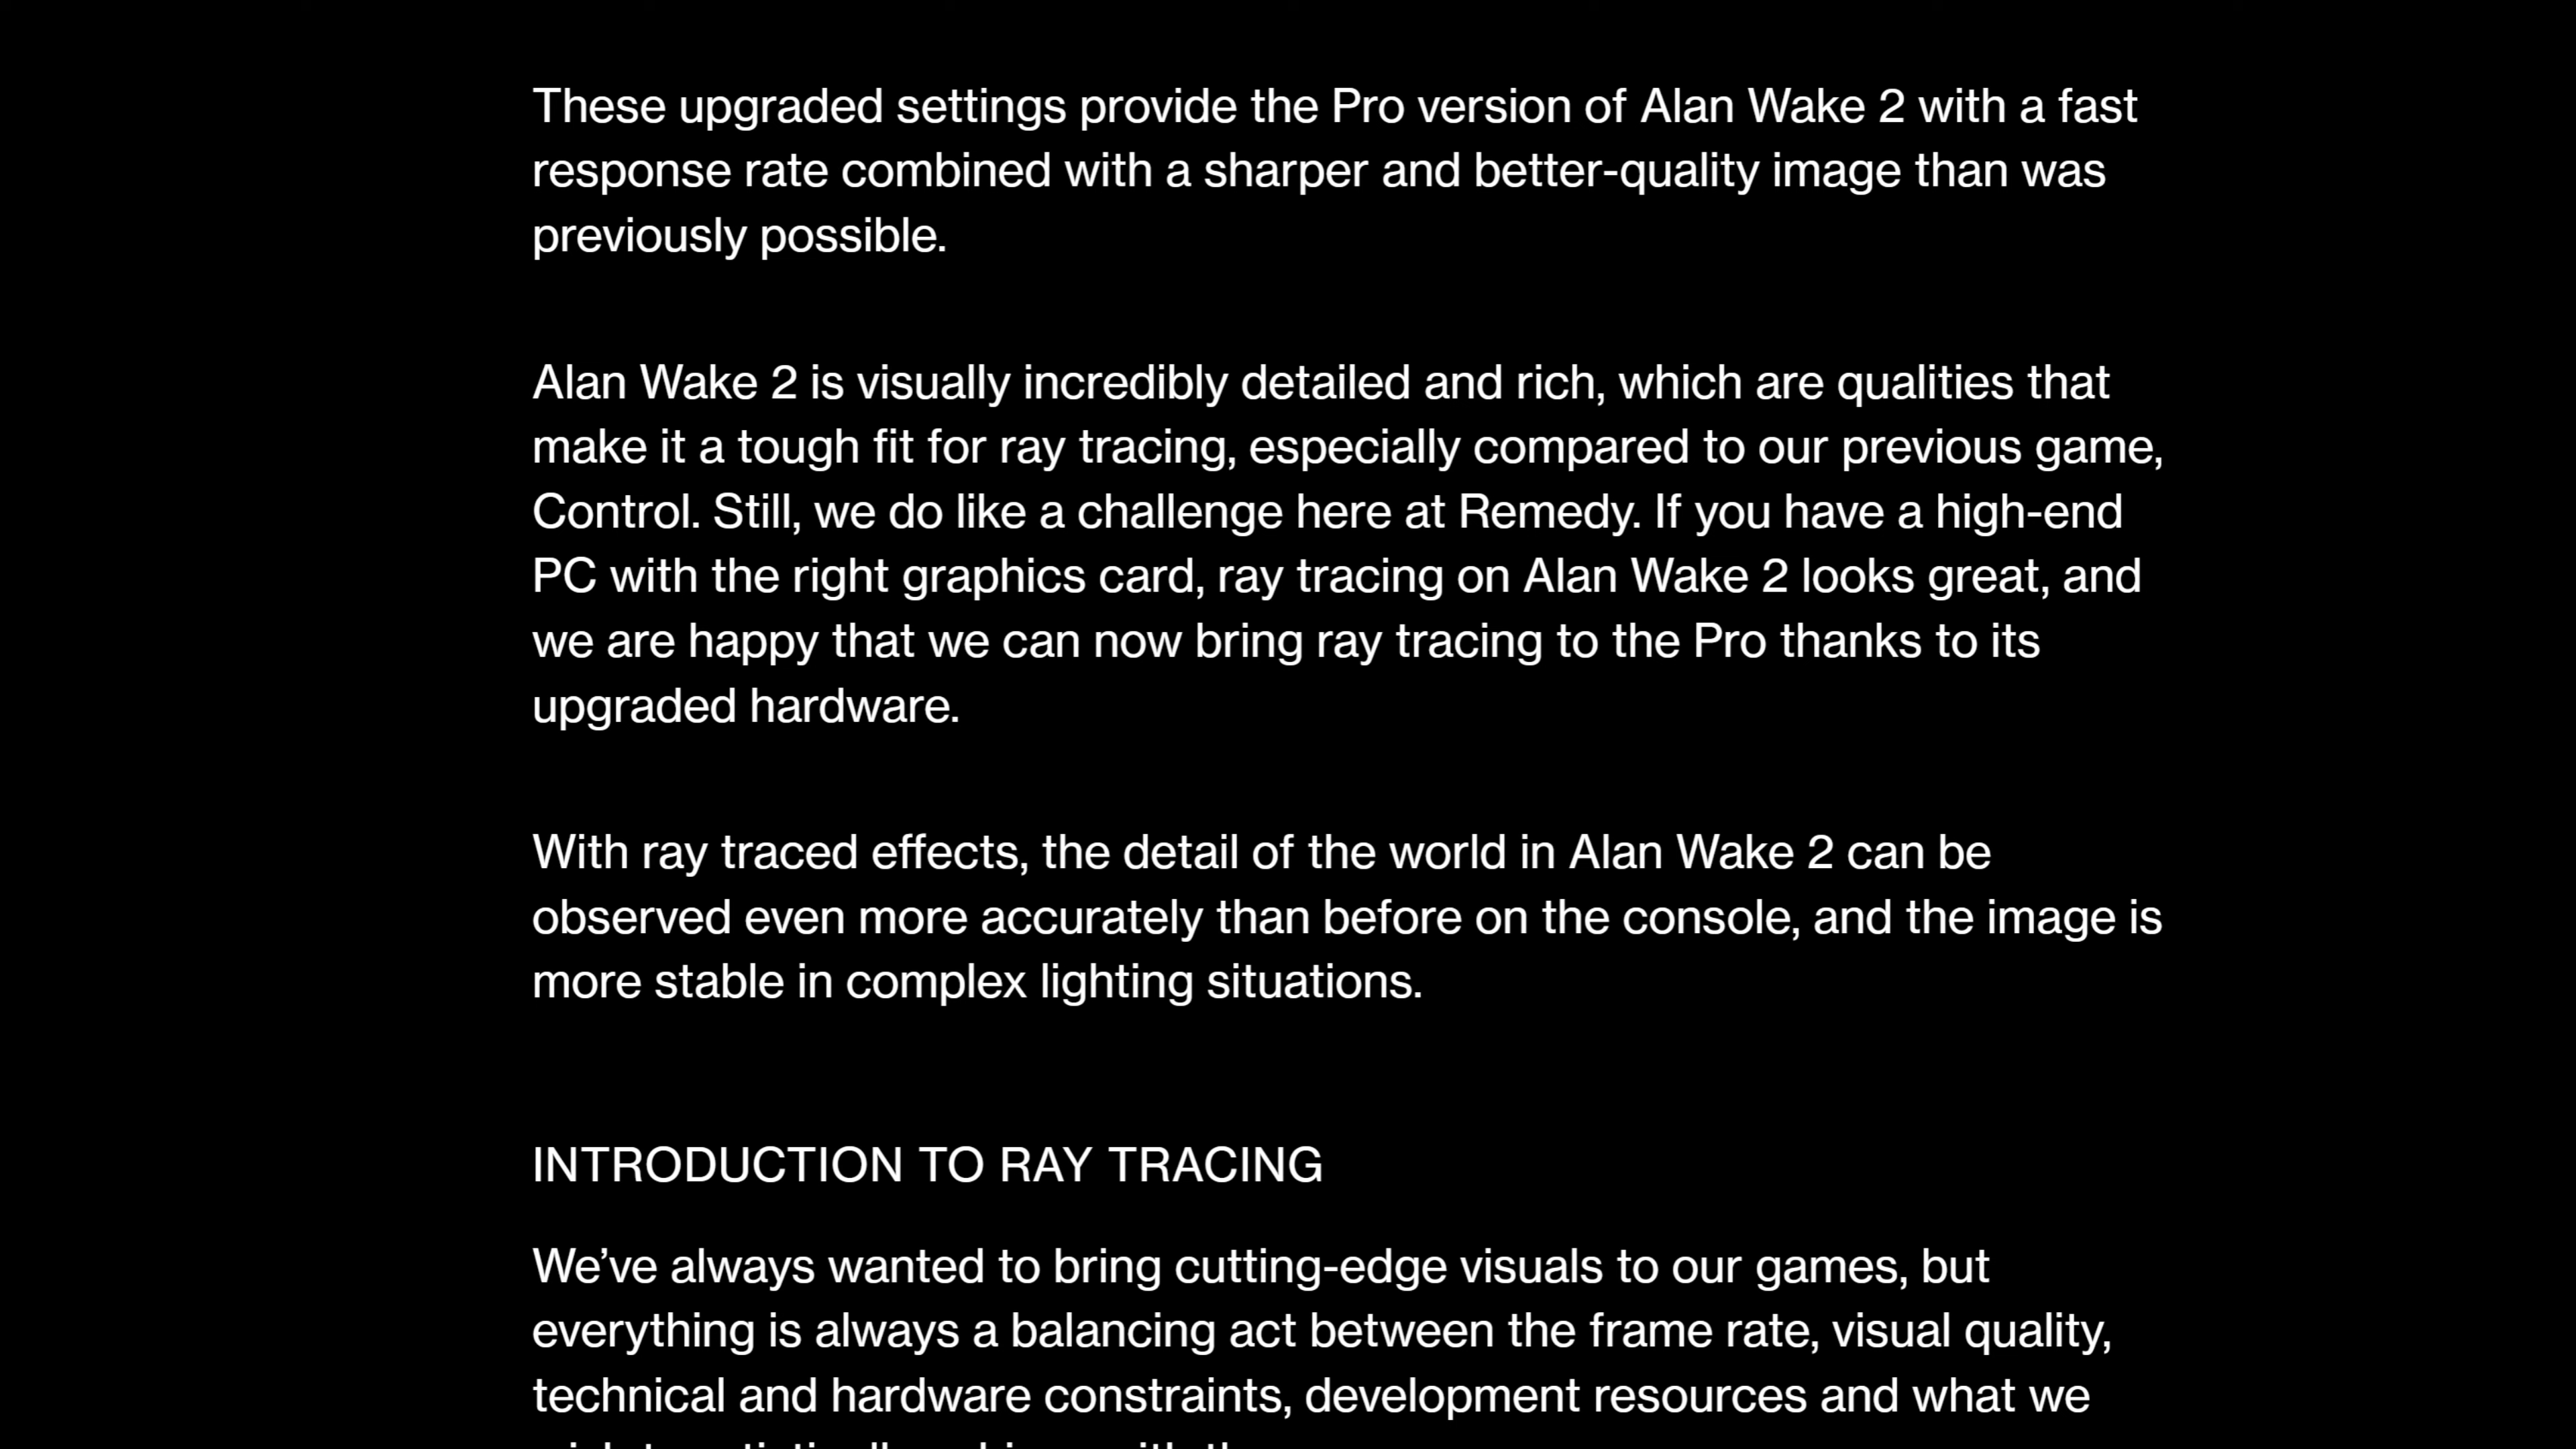 These upgraded settings provide the Pro version of Alan Wake 2 with a fast
response rate combined with a sharper and better-quality image than was
previously possible.
Alan Wake 2 is visually incredibly detailed and rich, which are qualities that
make it a tough fit for ray tracing, especially compared to our previous game,
Control. Still, we do like a challenge here at Remedy. If you have a high-end
PC with the right graphics card, ray tracing on Alan Wake 2 looks great, and
we are happy that we can now bring ray tracing to the Pro thanks to its
upgraded hardware.
With ray traced effects, the detail of the world in Alan Wake 2 can be
observed even more accurately than before on the console, and the image is
more stable in complex lighting situations.
INTRODUCTION TO RAY TRACING
We’ve always wanted to bring cutting-edge visuals to our games, but
everything is always a balancing act between the frame rate, visual quality,
technical and hardware constraints, development resources and what we